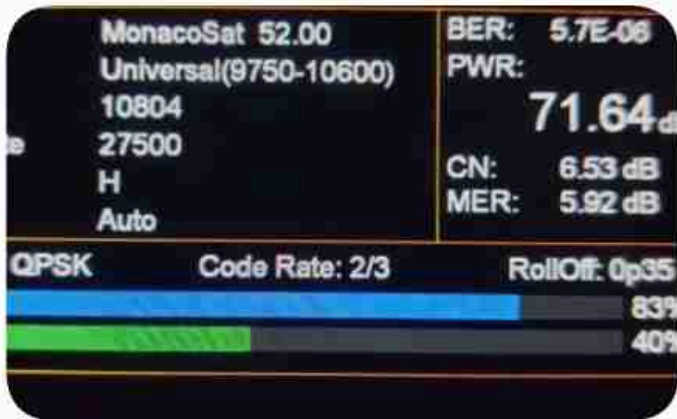 MonacoSat 52.00
Universal(9750-10600)
10804
e 27500
H
Auto
BER: 5.7E-06
PWR:
71.64d
CN: 6.53 dB
MER: 5.92 dB
QPSK Code Rate: 2/3 RollOff: 0p35
83%
40%